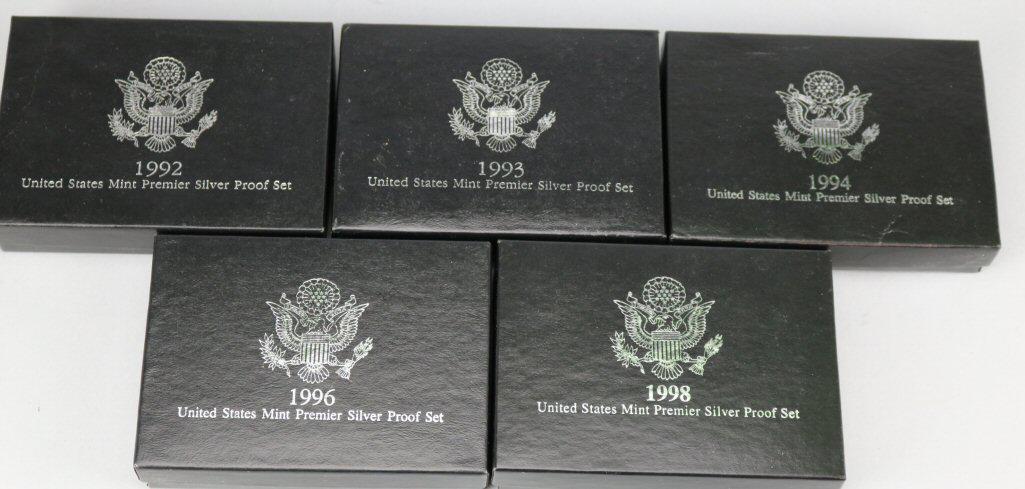 1992
United States Mint Premier Silver Proof Set
1993
United States Mint Premier Silver Proof Set
1994
United States Mint Premier Silver Proof Set
1996
United States Mint Premier Silver Proof Set
1998
United States Mint Premier Silver Proof Set